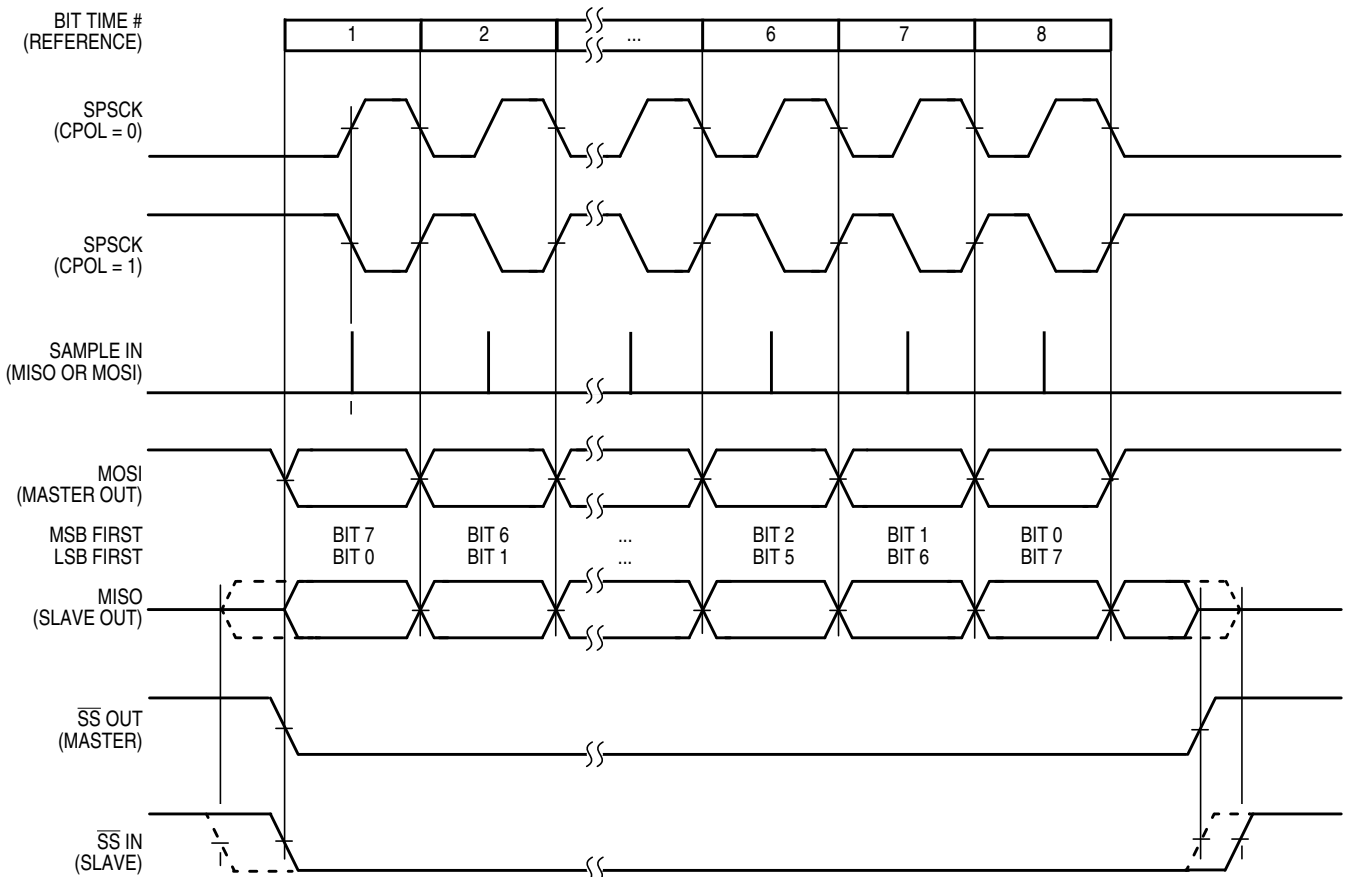 BIT TIME #
(REFERENCE)
1 2 ... 6 7 8
SPSCK
(CPOL = 0)
SPSCK
(CPOL = 1)
SAMPLE IN
(MISO OR MOSI)
MOSI
(MASTER OUT)
MSB FIRST BIT 7 BIT 6 ... BIT 2 BIT 1 BIT 0
LSB FIRST BIT 0 BIT 1 ... BIT 5 BIT 6 BIT 7
MISO
(SLAVE OUT)
S̅S̅ OUT
(MASTER)
S̅S̅ IN
(SLAVE)